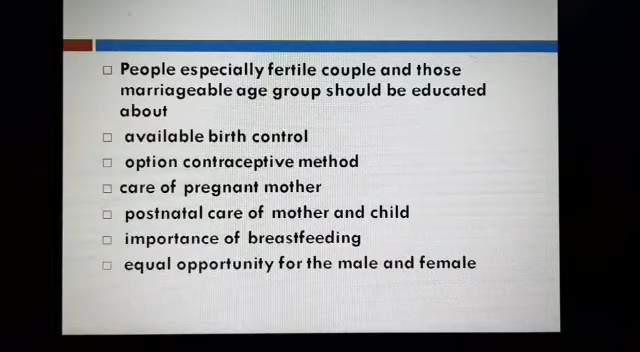 People especially fertile couple and those
marriageable age group should be educated
about
available birth control
option contraceptive method
care of pregnant mother
postnatal care of mother and child
importance of breastfeeding
equal opportunity for the male and female